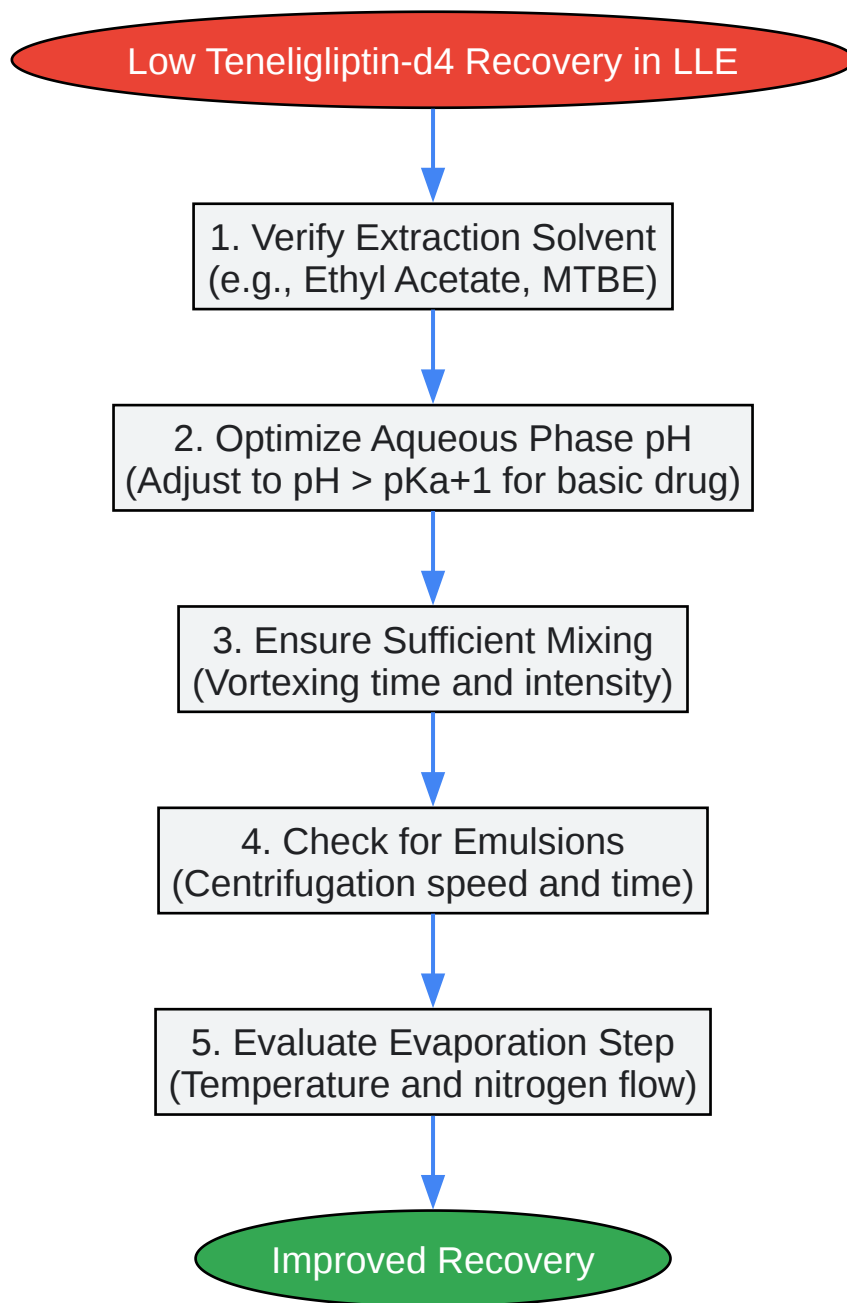 Low Teneligliptin-d4 Recovery in LLE
1. Verify Extraction Solvent
(e.g., Ethyl Acetate, MTBE)
2. Optimize Aqueous Phase pH
(Adjust to pH > pKa+1 for basic drug)
3. Ensure Sufficient Mixing
(Vortexing time and intensity)
4. Check for Emulsions
(Centrifugation speed and time)
5. Evaluate Evaporation Step
(Temperature and nitrogen flow)
Improved Recovery